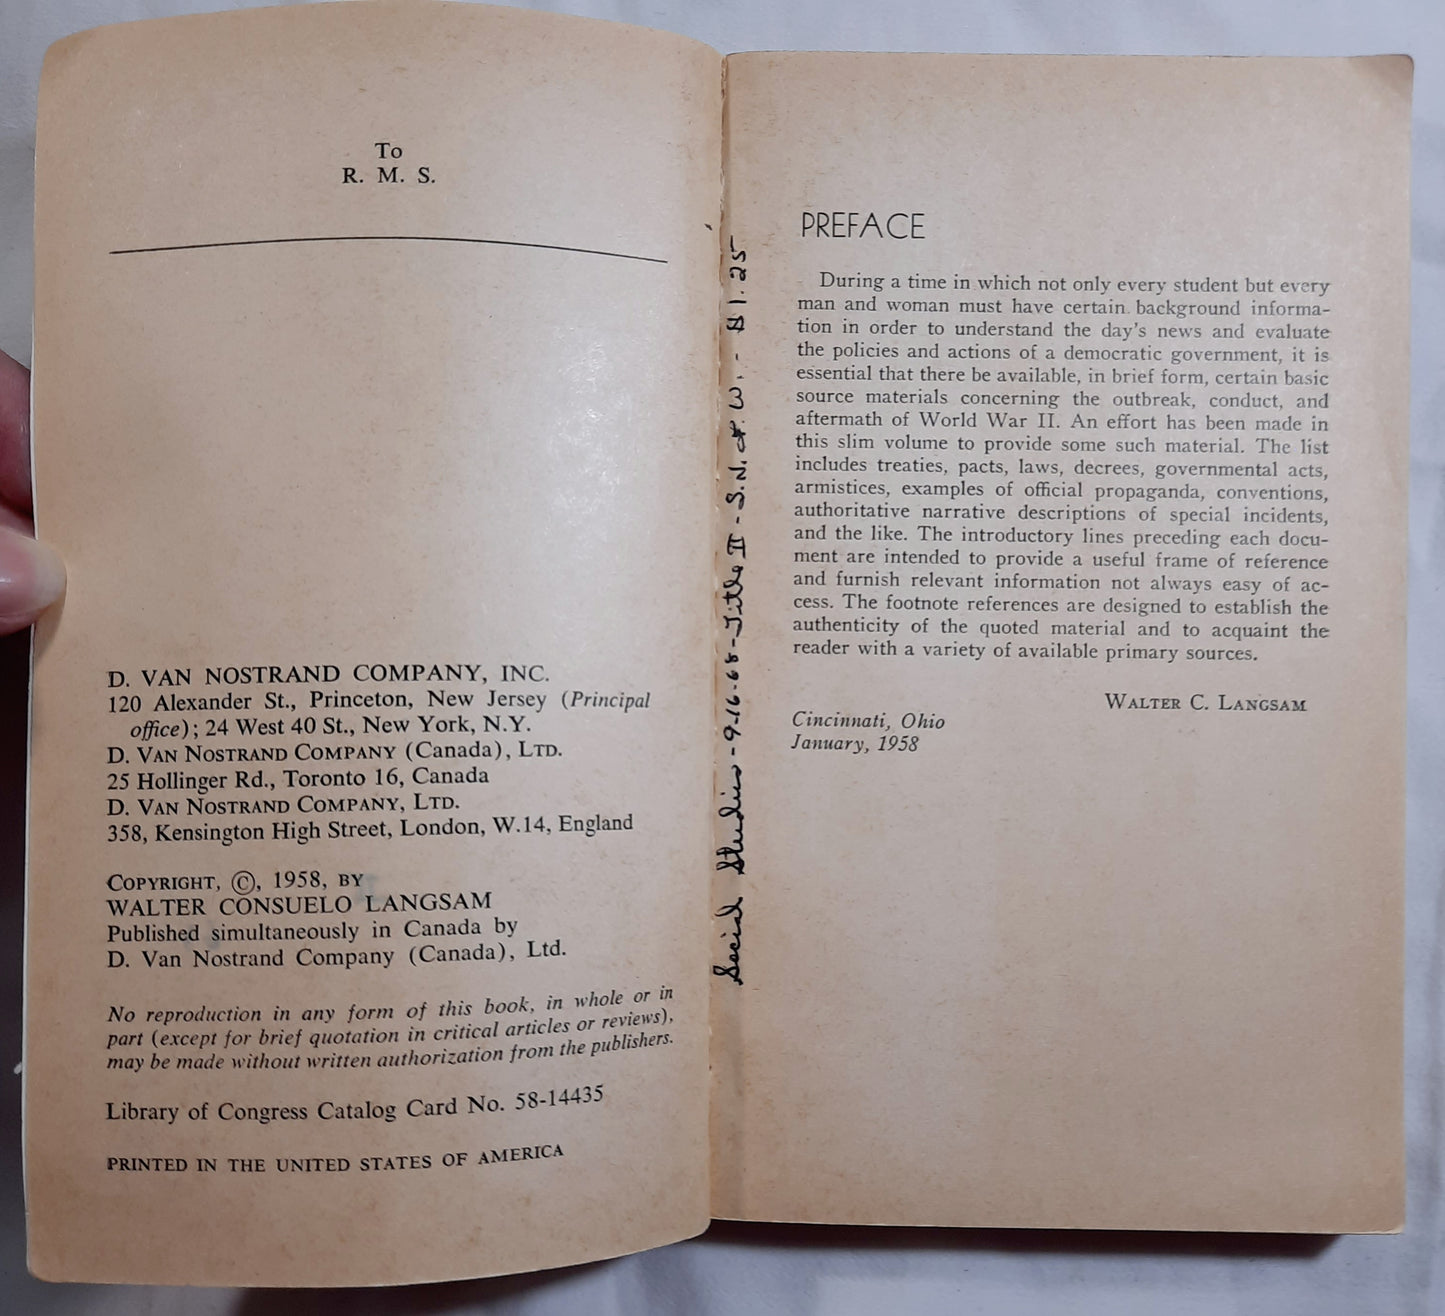 To
R. M. S.
D. VAN NOSTRAND COMPANY, INC.
120 Alexander St., Princeton, New Jersey (Principal
office); 24 West 40 St., New York, N.Y.
D. VAN NOSTRAND COMPANY (Canada), LTD.
25 Hollinger Rd., Toronto 16, Canada
D. VAN NOSTRAND COMPANY, LTD.
358, Kensington High Street, London, W.14, England
COPYRIGHT, ©, 1958, BY
WALTER CONSUELO LANGSAM
Published simultaneously in Canada by
D. Van Nostrand Company (Canada), Ltd.
No reproduction in any form of this book, in whole or in
part (except for brief quotation in critical articles or reviews),
may be made without written authorization from the publishers.
Library of Congress Catalog Card No. 58-14435
PRINTED IN THE UNITED STATES OF AMERICA
Social Studies - 9-16-68 - Title II - S.N. & W. - $1.25
PREFACE
During a time in which not only every student but every
man and woman must have certain background informa-
tion in order to understand the day's news and evaluate
the policies and actions of a democratic government, it is
essential that there be available, in brief form, certain basic
source materials concerning the outbreak, conduct, and
aftermath of World War II. An effort has been made in
this slim volume to provide some such material. The list
includes treaties, pacts, laws, decrees, governmental acts,
armistices, examples of official propaganda, conventions,
authoritative narrative descriptions of special incidents,
and the like. The introductory lines preceding each docu-
ment are intended to provide a useful frame of reference
and furnish relevant information not always easy of ac-
cess. The footnote references are designed to establish the
authenticity of the quoted material and to acquaint the
reader with a variety of available primary sources.
WALTER C. LANGSAM
Cincinnati, Ohio
January, 1958